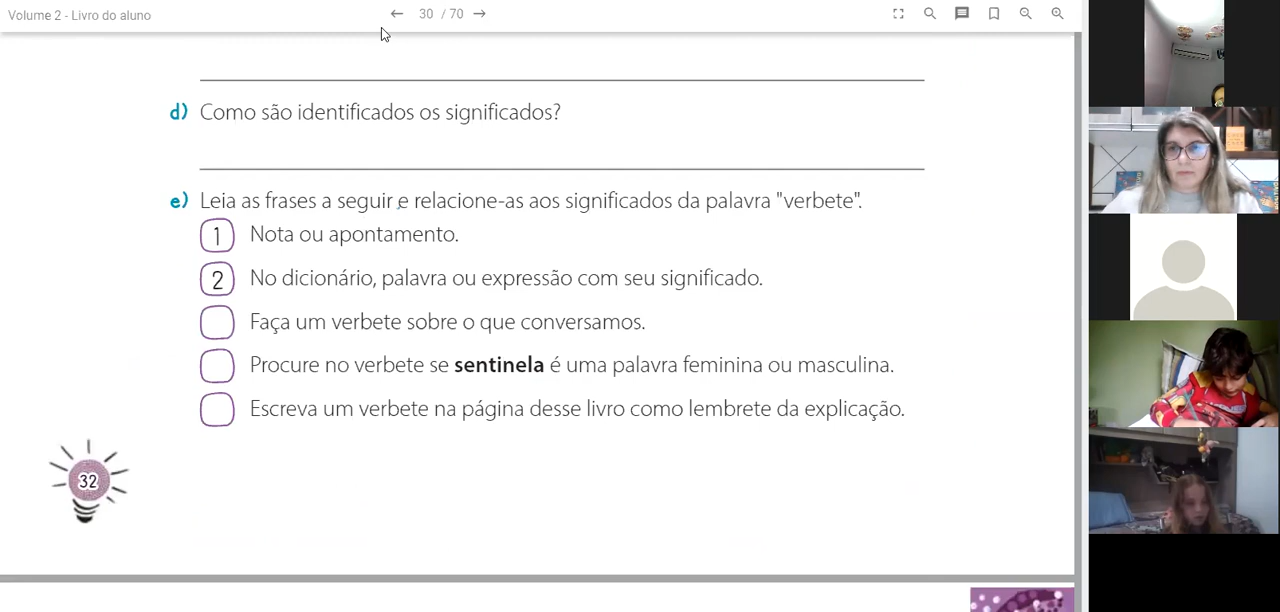 Volume 2 - Livro do aluno
30 / 70
d) Como são identificados os significados?
e) Leia as frases a seguir e relacione-as aos significados da palavra "verbete".
1 Nota ou apontamento.
2 No dicionário, palavra ou expressão com seu significado.
Faça um verbete sobre o que conversamos.
Procure no verbete se sentinela é uma palavra feminina ou masculina.
Escreva um verbete na página desse livro como lembrete da explicação.
32